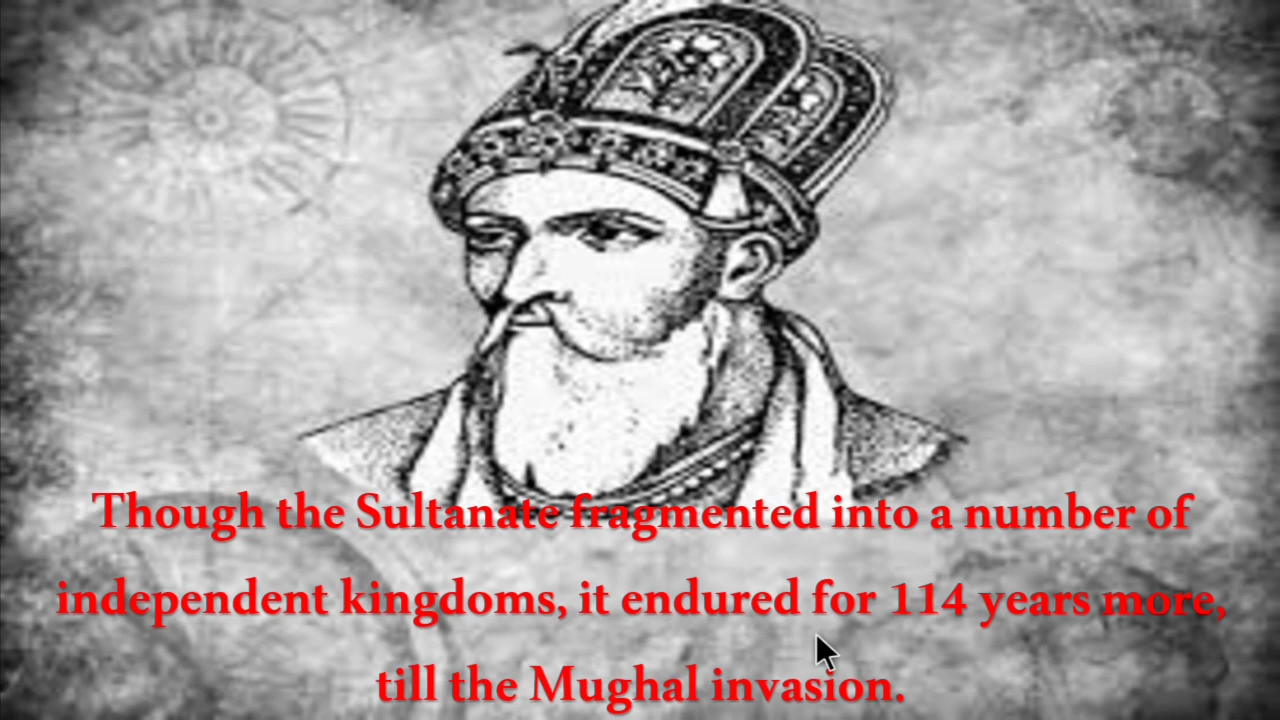 Though the Sultanate fragmented into a number of
independent kingdoms, it endured for 114 years more,
till the Mughal invasion.